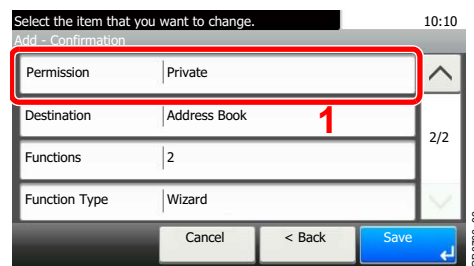 Select the item that you want to change.
10:10
Add - Confirmation
Permission Private
Destination Address Book
1
2/2
Functions 2
Function Type Wizard
Cancel < Back Save